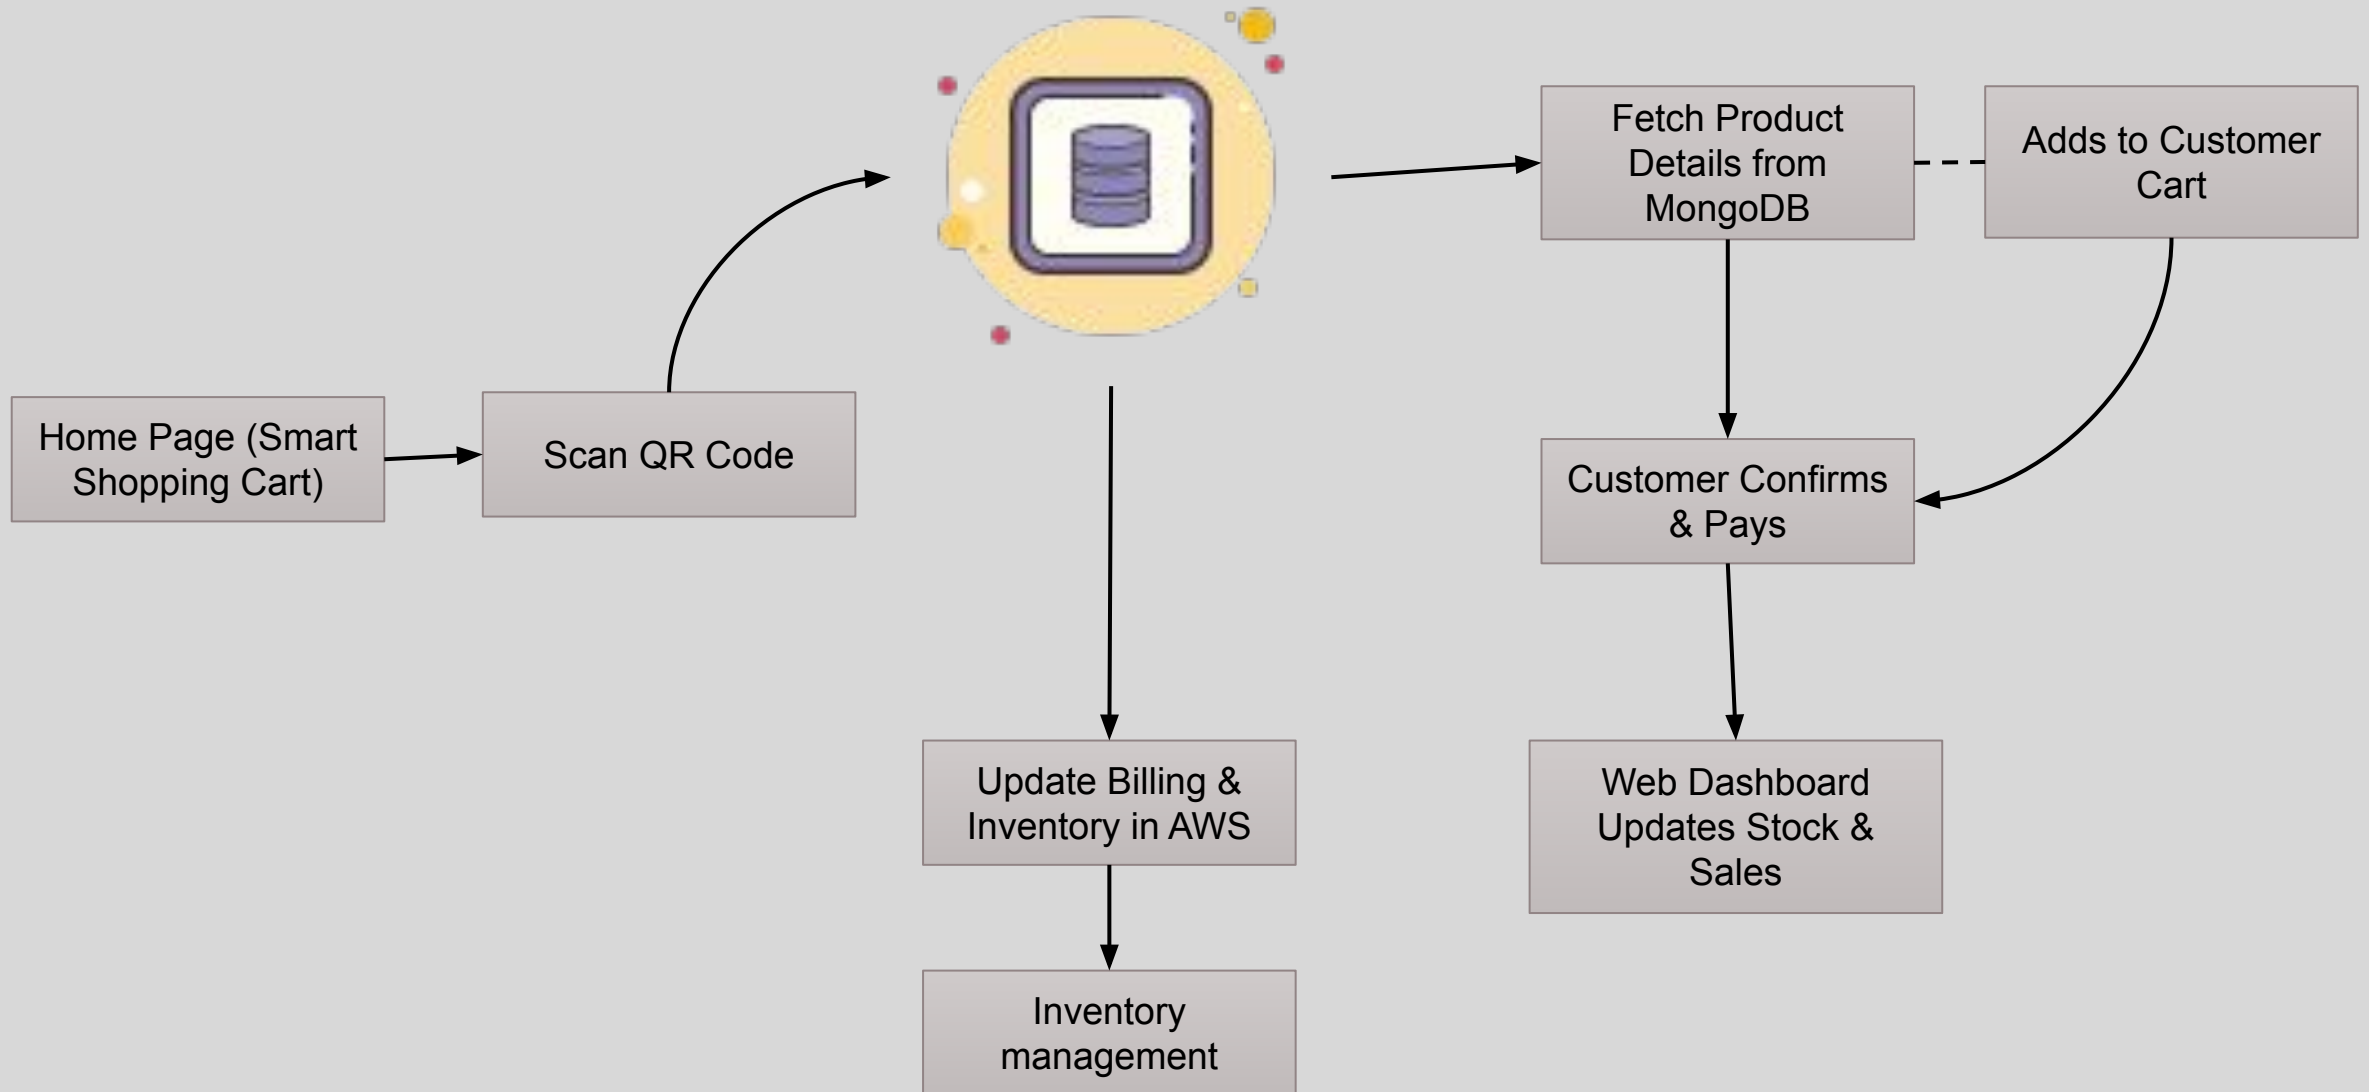 Fetch Product
Details from
MongoDB
Adds to Customer
Cart
Home Page (Smart
Shopping Cart)
Scan QR Code
Customer Confirms
& Pays
Update Billing &
Inventory in AWS
Web Dashboard
Updates Stock &
Sales
Inventory
management